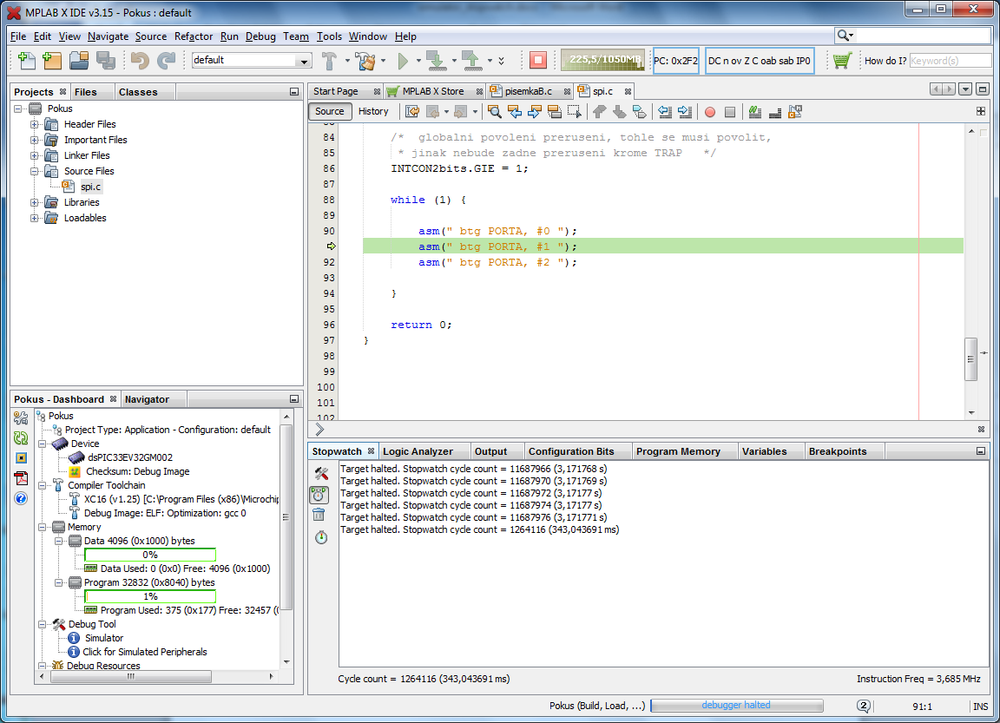 MPLAB X IDE v3.15 - Pokus : default
File Edit View Navigate Source Refactor Run Debug Team Tools Window Help
default
225,5/1050MB
PC: 0x2F2
DC n ov Z C oab sab IP0
How do I?
Keyword(s)
Projects
Files
Classes
Pokus
Header Files
Important Files
Linker Files
Source Files
spi.c
Libraries
Loadables
Start Page
MPLAB X Store
pisemkaB.c
spi.c
Source
History
84 /* globalni povoleni preruseni, tohle se musi povolit,
85 * jinak nebude zadne preruseni krome TRAP */
86 INTCON2bits.GIE = 1;
87
88 while (1) {
89
90 asm(" btg PORTA, #0 ");
asm(" btg PORTA, #1 ");
92 asm(" btg PORTA, #2 ");
93
94 }
95
96 return 0;
97 }
98
99
100
101
102
Pokus - Dashboard
Navigator
Pokus
Project Type: Application - Configuration: default
Device
dsPIC33EV32GM002
Checksum: Debug Image
Compiler Toolchain
XC16 (v1.25) [C:\Program Files (x86)\Microchip
Debug Image: ELF: Optimization: gcc 0
Memory
Data 4096 (0x1000) bytes
0%
Data Used: 0 (0x0) Free: 4096 (0x1000)
Program 32832 (0x8040) bytes
1%
Program Used: 375 (0x177) Free: 32457 (
Debug Tool
Simulator
Click for Simulated Peripherals
Debug Resources
Stopwatch
Logic Analyzer
Output
Configuration Bits
Program Memory
Variables
Breakpoints
Target halted. Stopwatch cycle count = 11687966 (3,171768 s)
Target halted. Stopwatch cycle count = 11687970 (3,171769 s)
Target halted. Stopwatch cycle count = 11687972 (3,17177 s)
Target halted. Stopwatch cycle count = 11687974 (3,17177 s)
Target halted. Stopwatch cycle count = 11687976 (3,171771 s)
Target halted. Stopwatch cycle count = 1264116 (343,043691 ms)
Cycle count = 1264116 (343,043691 ms)
Instruction Freq = 3,685 MHz
Pokus (Build, Load, ...)
debugger halted
2
91:1
INS